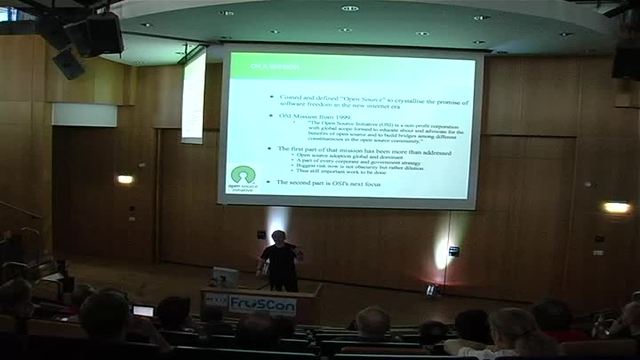 OSI Mission
• Coined and defined "Open Source" to crystallise the promise of
software freedom in the new internet era
• OSI Mission from 1999:
• "The Open Source Initiative (OSI) is a non-profit corporation
with global scope formed to educate about and advocate for the
benefits of open source and to build bridges among different
constituencies in the open source community."
• The first part of that mission has been more than addressed
• Open source adoption global and dominant
• A part of every corporate and government strategy
• Biggest risk now is not obscurity but rather dilution
• Thus still important work to be done
• The second part is OSI's next focus
open source
initiative
FrOSCon